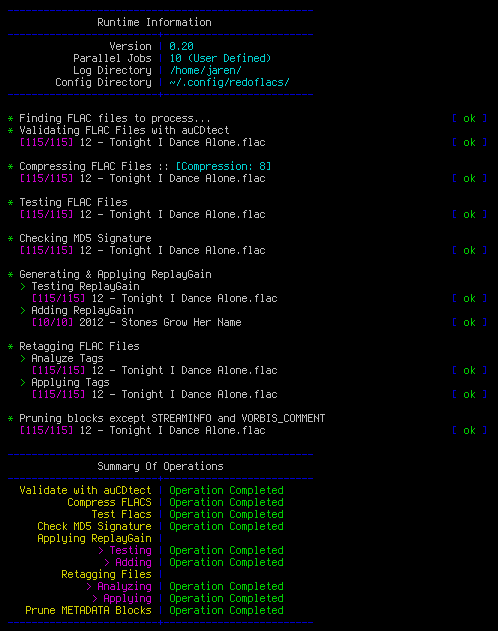 Runtime Information
Version | 0.20
Parallel Jobs | 10 (User Defined)
Log Directory | /home/jaren/
Config Directory | ~/.config/redoflacs/
* Finding FLAC files to process... [ ok ]
* Validating FLAC Files with auCDtect
[115/115] 12 - Tonight I Dance Alone.flac [ ok ]
* Compressing FLAC Files :: [Compression: 8]
[115/115] 12 - Tonight I Dance Alone.flac [ ok ]
* Testing FLAC Files
[115/115] 12 - Tonight I Dance Alone.flac [ ok ]
* Checking MD5 Signature
[115/115] 12 - Tonight I Dance Alone.flac [ ok ]
* Generating & Applying ReplayGain
> Testing ReplayGain
[115/115] 12 - Tonight I Dance Alone.flac [ ok ]
> Adding ReplayGain
[10/10] 2012 - Stones Grow Her Name [ ok ]
* Retagging FLAC Files
> Analyze Tags
[115/115] 12 - Tonight I Dance Alone.flac [ ok ]
> Applying Tags
[115/115] 12 - Tonight I Dance Alone.flac [ ok ]
* Pruning blocks except STREAMINFO and VORBIS_COMMENT
[115/115] 12 - Tonight I Dance Alone.flac [ ok ]
Summary Of Operations
Validate with auCDtect | Operation Completed
Compress FLACS | Operation Completed
Test Flacs | Operation Completed
Check MD5 Signature | Operation Completed
Applying ReplayGain |
> Testing | Operation Completed
> Adding | Operation Completed
Retagging Files |
> Analyzing | Operation Completed
> Applying | Operation Completed
Prune METADATA Blocks | Operation Completed